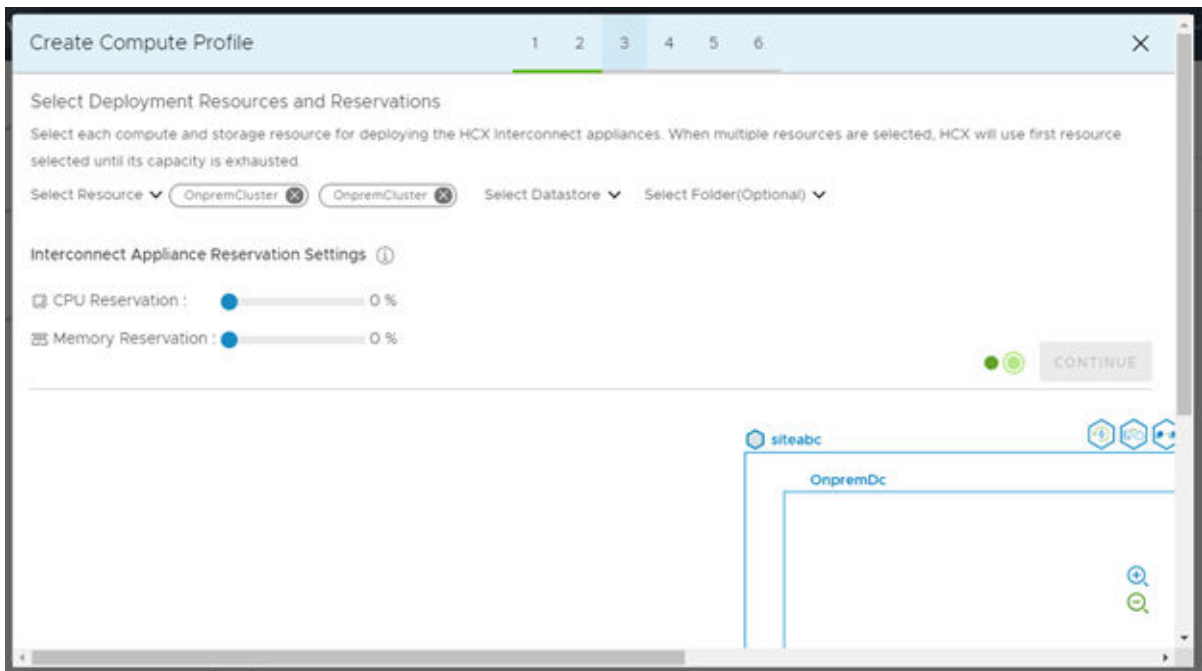 Create Compute Profile 1 2 3 4 5 6
Select Deployment Resources and Reservations
Select each compute and storage resource for deploying the HCX Interconnect appliances. When multiple resources are selected, HCX will use first resource
selected until its capacity is exhausted.
Select Resource OnpremCluster OnpremCluster Select Datastore Select Folder(Optional)
Interconnect Appliance Reservation Settings
CPU Reservation : 0 %
Memory Reservation : 0 %
CONTINUE
siteabc
OnpremDc